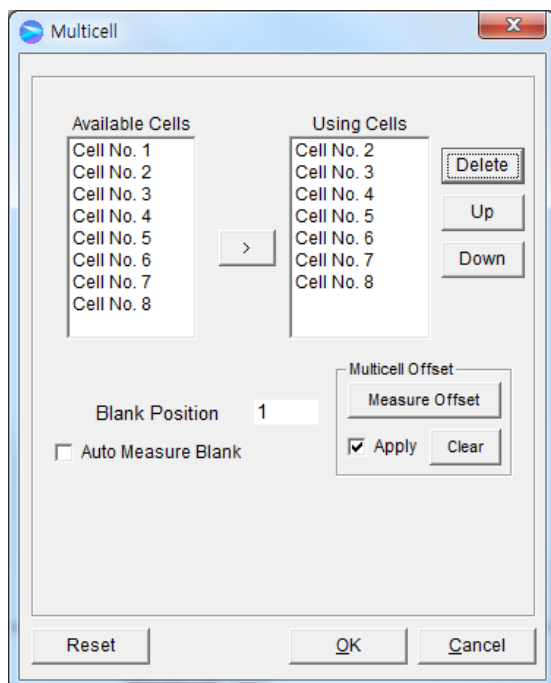 Multicell
Available Cells
Cell No. 1
Cell No. 2
Cell No. 3
Cell No. 4
Cell No. 5
Cell No. 6
Cell No. 7
Cell No. 8
>
Using Cells
Cell No. 2
Cell No. 3
Cell No. 4
Cell No. 5
Cell No. 6
Cell No. 7
Cell No. 8
Delete
Up
Down
Blank Position 1
Auto Measure Blank
Multicell Offset
Measure Offset
Apply Clear
Reset OK Cancel